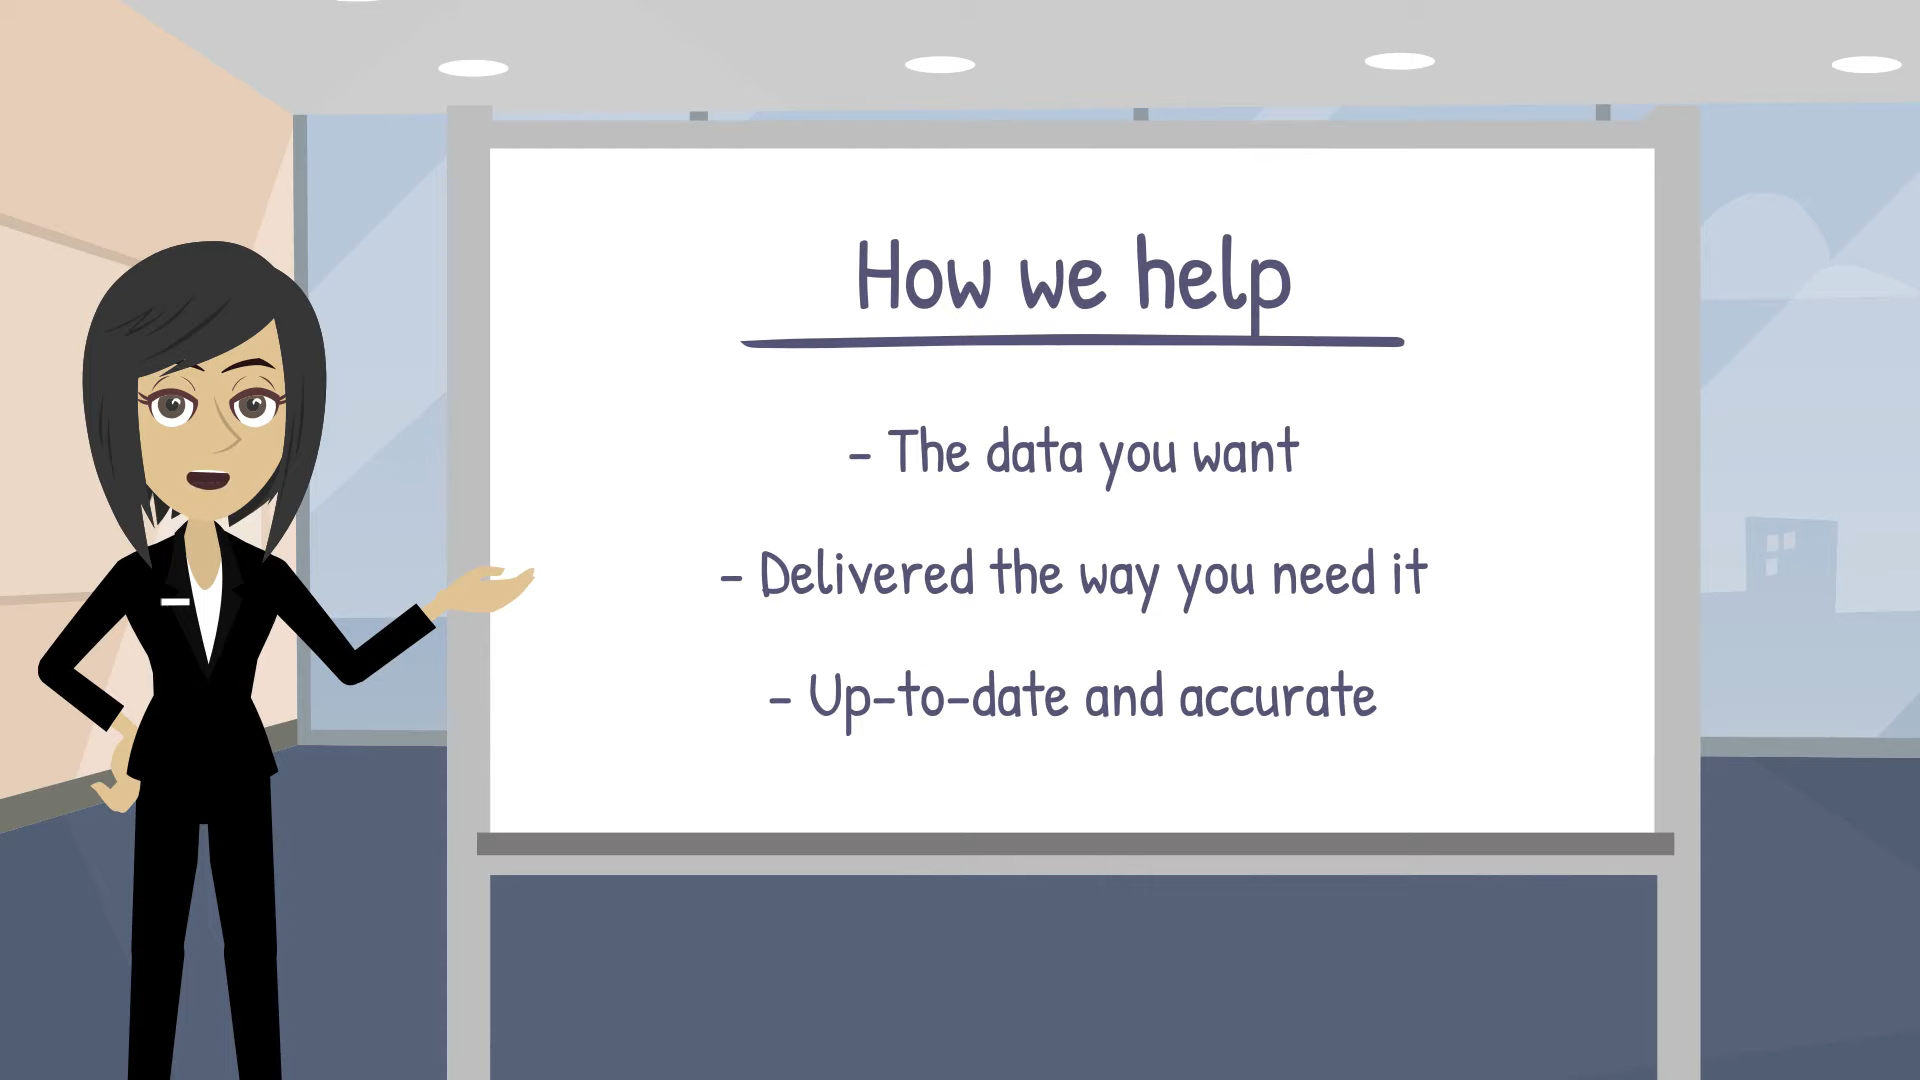 How we help
- The data you want
- Delivered the way you need it
- Up-to-date and accurate